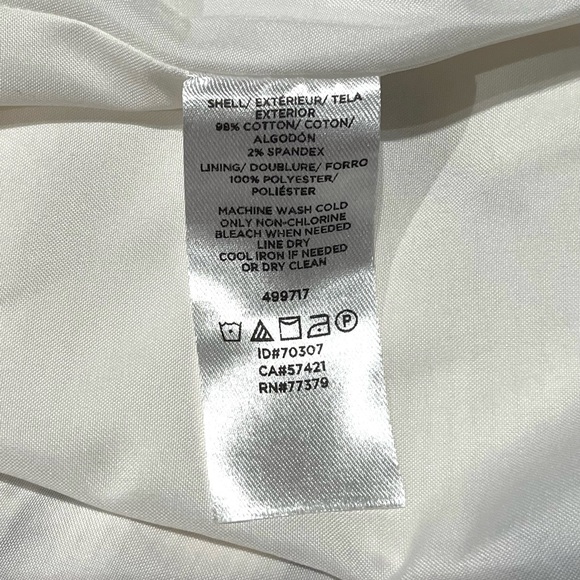 SHELL/ EXTÉRIEUR/ TELA
EXTERIOR
98% COTTON/ COTON/
ALGODÓN
2% SPANDEX
LINING/ DOUBLURE/ FORRO
100% POLYESTER/
POLIÉSTER
MACHINE WASH COLD
ONLY NON-CHLORINE
BLEACH WHEN NEEDED
LINE DRY
COOL IRON IF NEEDED
OR DRY CLEAN
499717
P
ID#70307
CA#57421
RN#77379